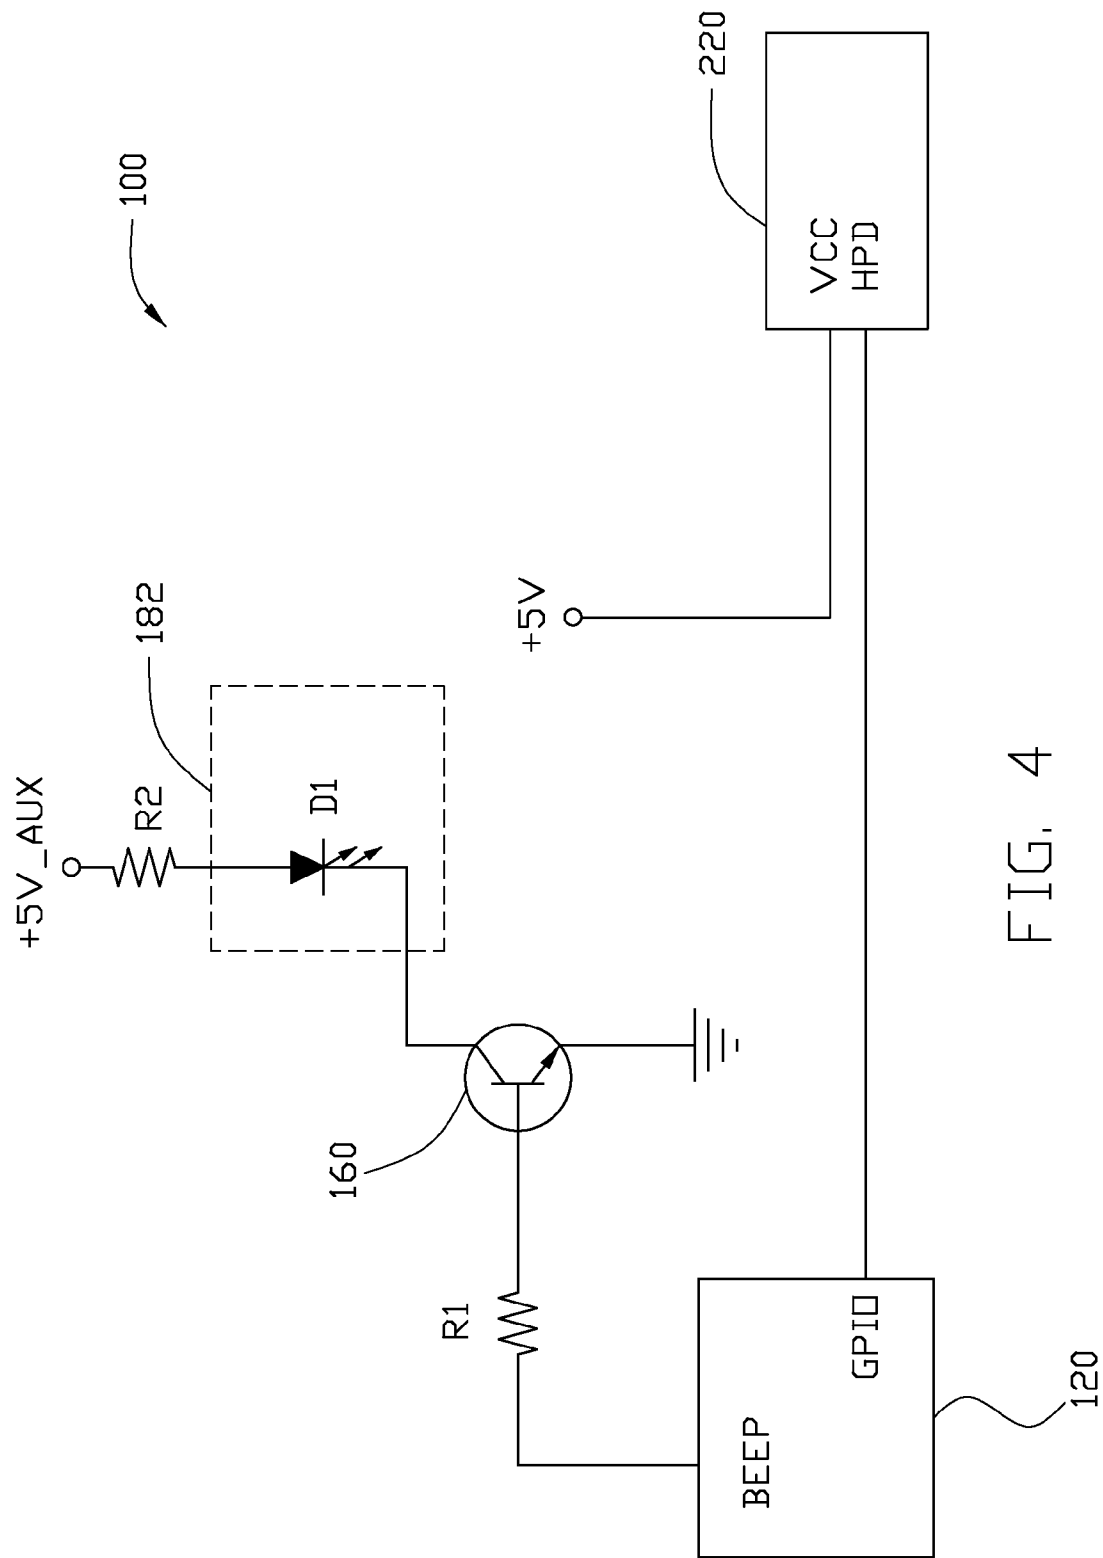 100
+5V_AUX
R2
182
D1
+5V
220
VCC
HPD
160
R1
BEEP
GPIO
120
FIG. 4